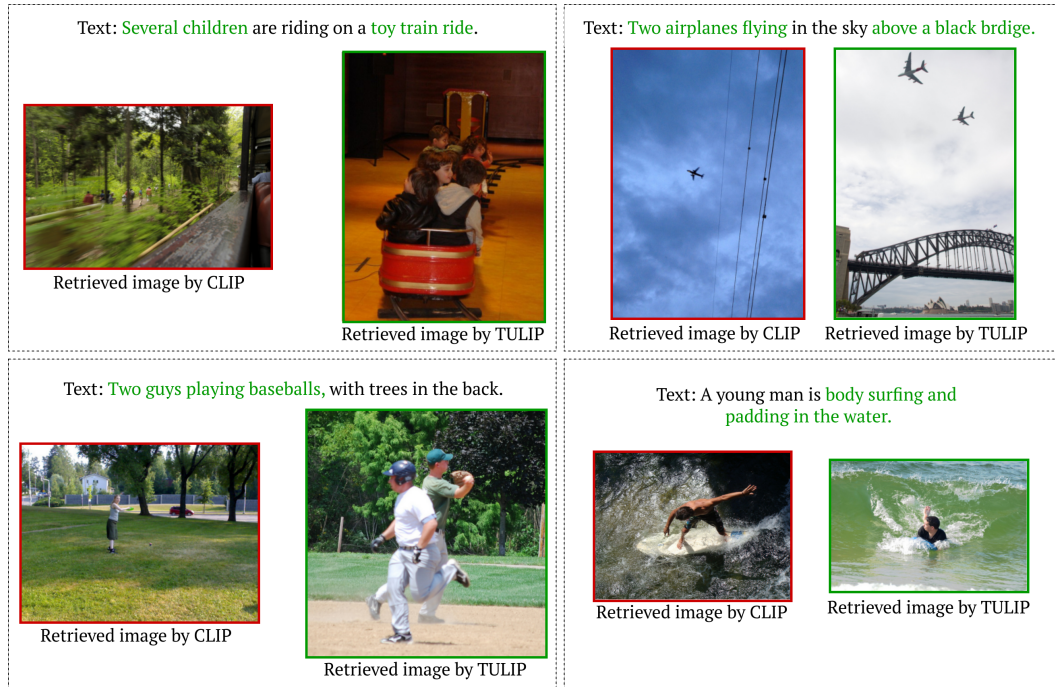 Text: Several children are riding on a toy train ride.
Retrieved image by CLIP
Retrieved image by TULIP
Text: Two airplanes flying in the sky above a black brdige.
Retrieved image by CLIP
Retrieved image by TULIP
Text: Two guys playing baseballs, with trees in the back.
Retrieved image by CLIP
Retrieved image by TULIP
Text: A young man is body surfing and
padding in the water.
Retrieved image by CLIP
Retrieved image by TULIP